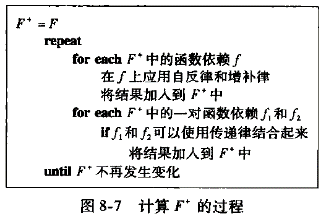 F⁺ = F
repeat
for each F⁺ 中的函数依赖 f
在 f 上应用自反律和增补律
将结果加入到 F⁺ 中
for each F⁺ 中的一对函数依赖 f₁ 和 f₂
if f₁ 和 f₂ 可以使用传递律结合起来
将结果加入到 F⁺ 中
until F⁺ 不再发生变化
图 8-7 计算 F⁺ 的过程